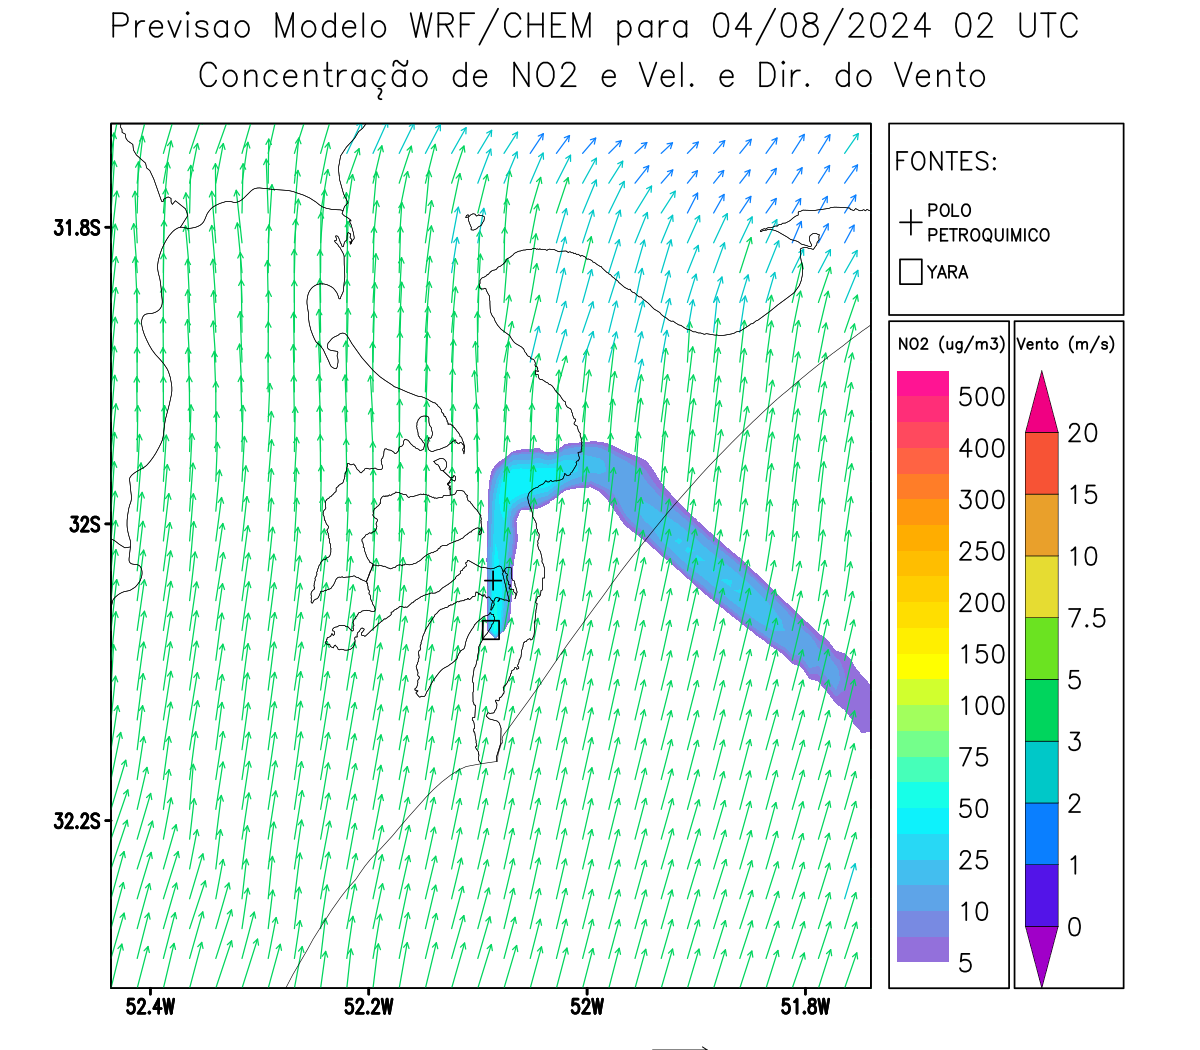 Previsao Modelo WRF/CHEM para 04/08/2024 02 UTC
Concentração de NO2 e Vel. e Dir. do Vento
FONTES:
POLO
PETROQUIMICO
YARA
31.8S
32S
32.2S
52.4W
52.2W
52W
51.8W
NO2 (ug/m3)
500
400
300
250
200
150
100
75
50
25
10
5
Vento (m/s)
20
15
10
7.5
5
3
2
1
0